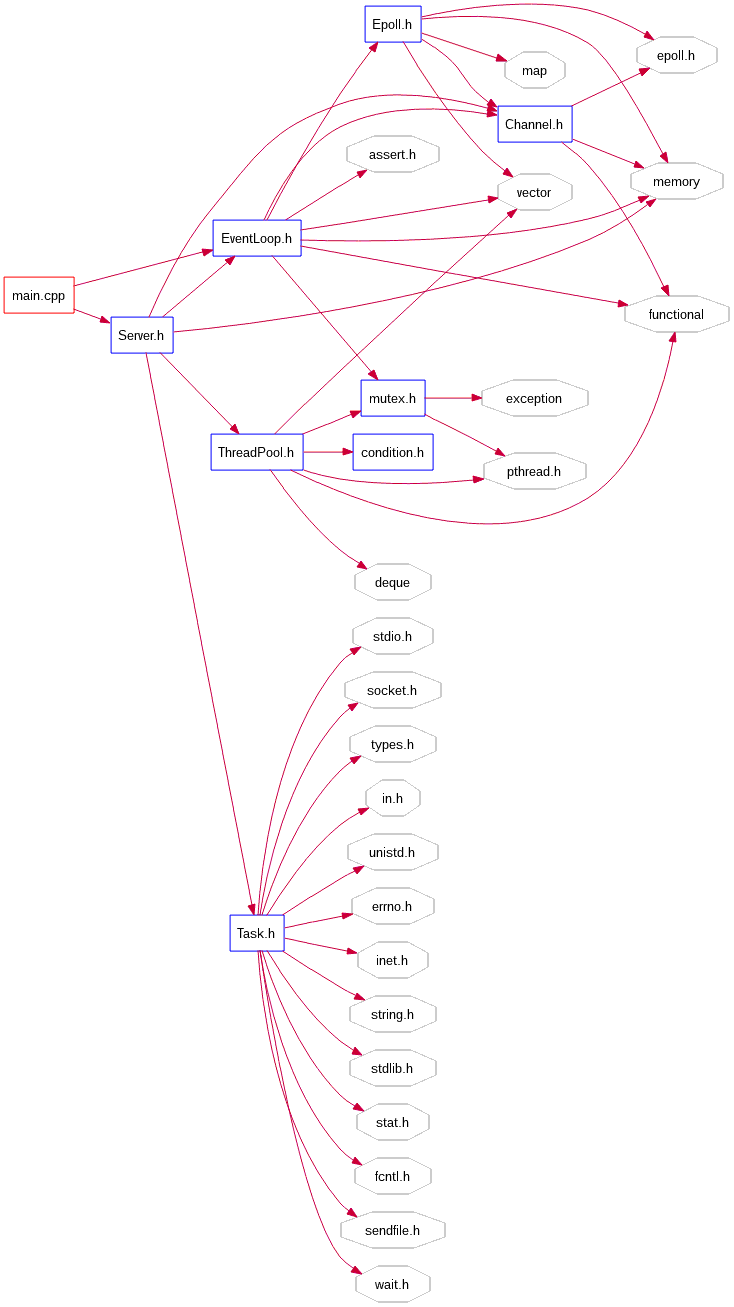 Epoll.h
epoll.h
map
Channel.h
assert.h
memory
vector
EventLoop.h
main.cpp
functional
Server.h
mutex.h
exception
ThreadPool.h
condition.h
pthread.h
deque
stdio.h
socket.h
types.h
in.h
unistd.h
errno.h
Task.h
inet.h
string.h
stdlib.h
stat.h
fcntl.h
sendfile.h
wait.h